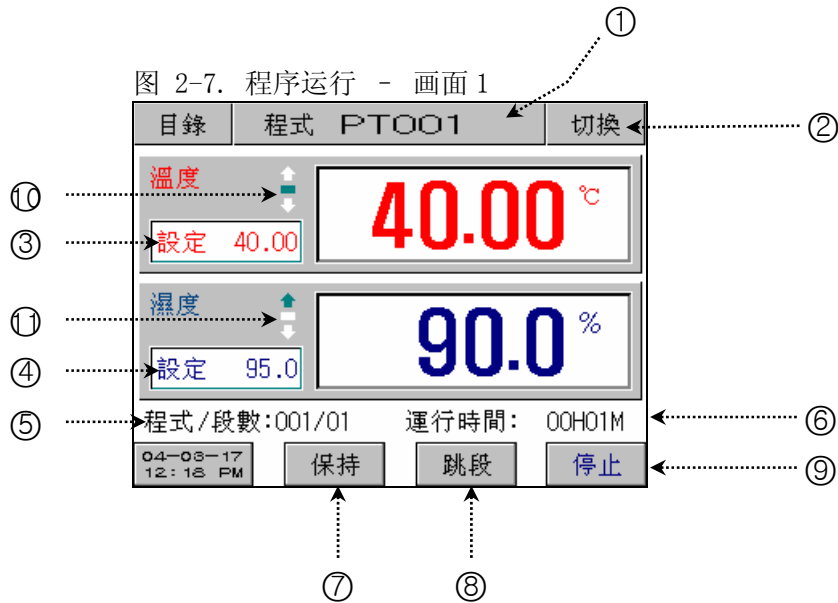 ①
图 2-7. 程序运行 - 画面1
目錄 程式 PT001 切換 ②
溫度 40.00 ℃
⑩
③ 設定 40.00
濕度 90.0 %
⑪
④ 設定 95.0
⑤ 程式/段數:001/01 運行時間: 00H01M ⑥
04-03-17
12:18 PM 保持 跳段 停止 ⑨
⑦ ⑧